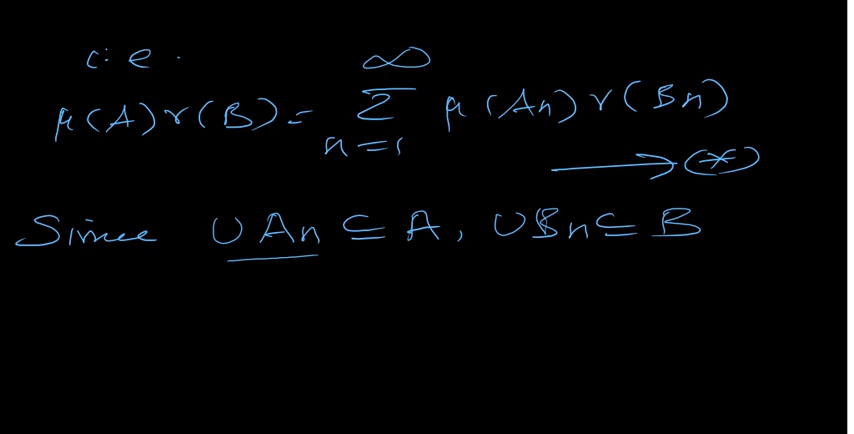 i.e.
μ(A)γ(B) = ∞ Σ n=1 μ(An)γ(Bn)
→ (*)
Since ∪An ⊆ A, ∪Bn ⊆ B